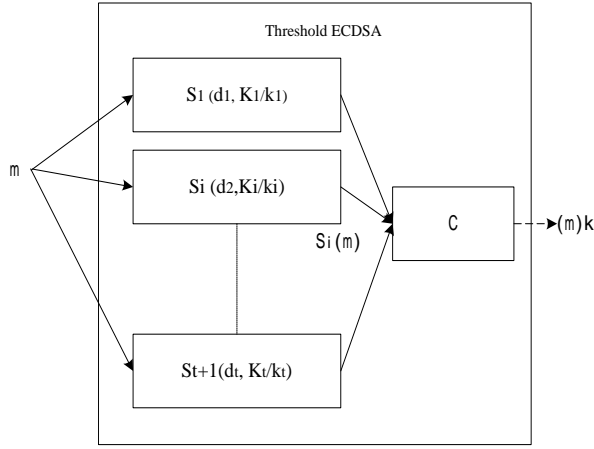 Threshold ECDSA
S1 (d1, K1/k1)
m
Si (d2,Ki/ki)
C
(m)k
Si(m)
St+1(dt, Kt/kt)